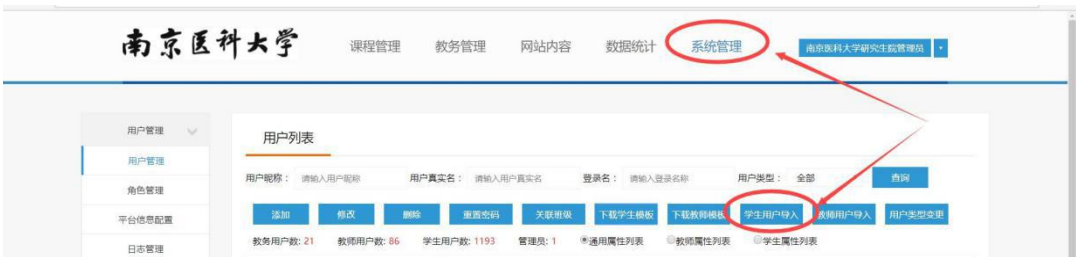 南京医科大学 课程管理 教务管理 网站内容 数据统计 系统管理 南京医科大学研究生院管理员
用户管理
用户管理
角色管理
平台信息配置
日志管理
用户列表
用户昵称： 请输入用户昵称 用户真实名： 请输入用户真实名 登录名： 请输入登录名称 用户类型： 全部 查询
添加 修改 删除 重置密码 关联班级 下载学生模板 下载教师模板 学生用户导入 教师用户导入 用户类型变更
教务用户数: 21 教师用户数: 86 学生用户数: 1193 管理员: 1 通用属性列表 教师属性列表 学生属性列表